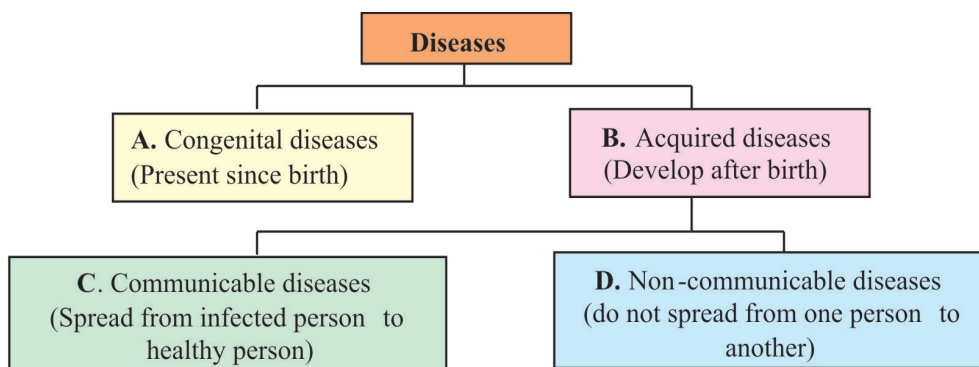 Diseases
A. Congenital diseases
(Present since birth)
B. Acquired diseases
(Develop after birth)
C. Communicable diseases
(Spread from infected person to
healthy person)
D. Non-communicable diseases
(do not spread from one person to
another)